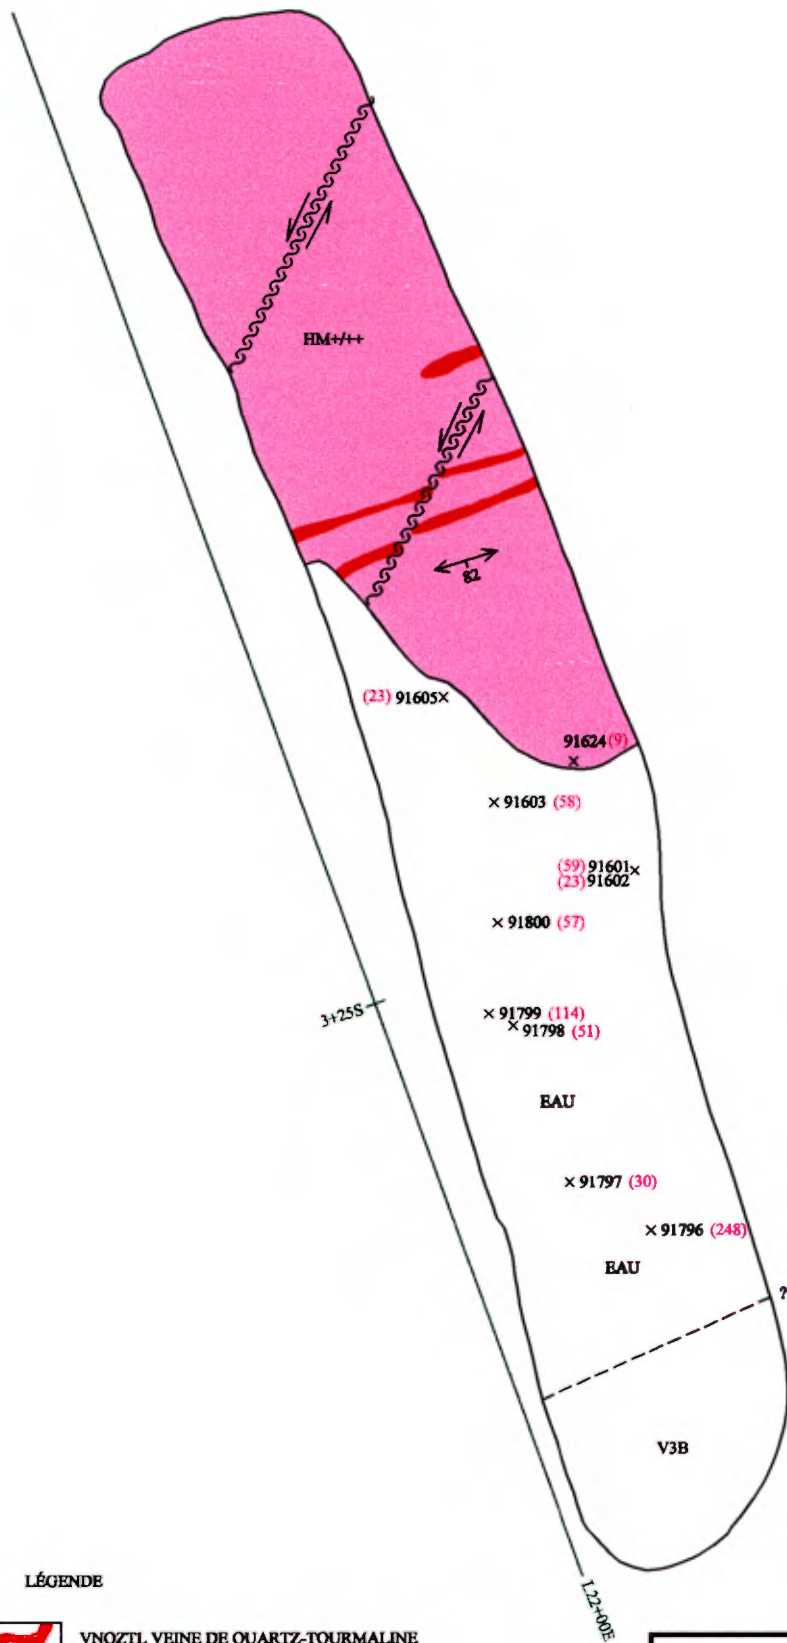 HM+/++
82
(23) 91605
91624 (9)
91603 (58)
(59) 91601
(23) 91602
91800 (57)
3+25S
91799 (114)
91798 (51)
EAU
91797 (30)
91796 (248)
EAU
?
V3B
LÉGENDE
L22+00E
VNQZTL VEINE DE QUARTZ-TOURMALINE